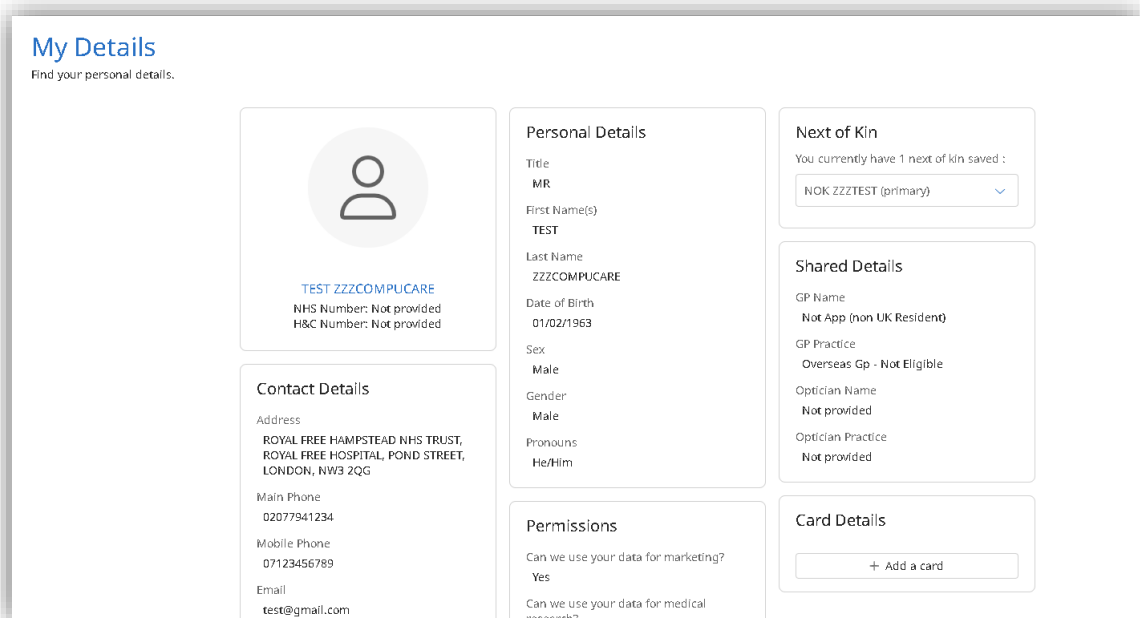 My Details
Find your personal details.
TEST ZZZCOMPUCARE
NHS Number: Not provided
H&C Number: Not provided
Contact Details
Address
ROYAL FREE HAMPSTEAD NHS TRUST,
ROYAL FREE HOSPITAL, POND STREET,
LONDON, NW3 2QG
Main Phone
02077941234
Mobile Phone
07123456789
Email
test@gmail.com
Personal Details
Title
MR
First Name(s)
TEST
Last Name
ZZZCOMPUCARE
Date of Birth
01/02/1963
Sex
Male
Gender
Male
Pronouns
He/Him
Permissions
Can we use your data for marketing?
Yes
Can we use your data for medical
research?
Next of Kin
You currently have 1 next of kin saved :
NOK ZZZTEST (primary)
Shared Details
GP Name
Not App (non UK Resident)
GP Practice
Overseas Gp - Not Eligible
Optician Name
Not provided
Optician Practice
Not provided
Card Details
+ Add a card